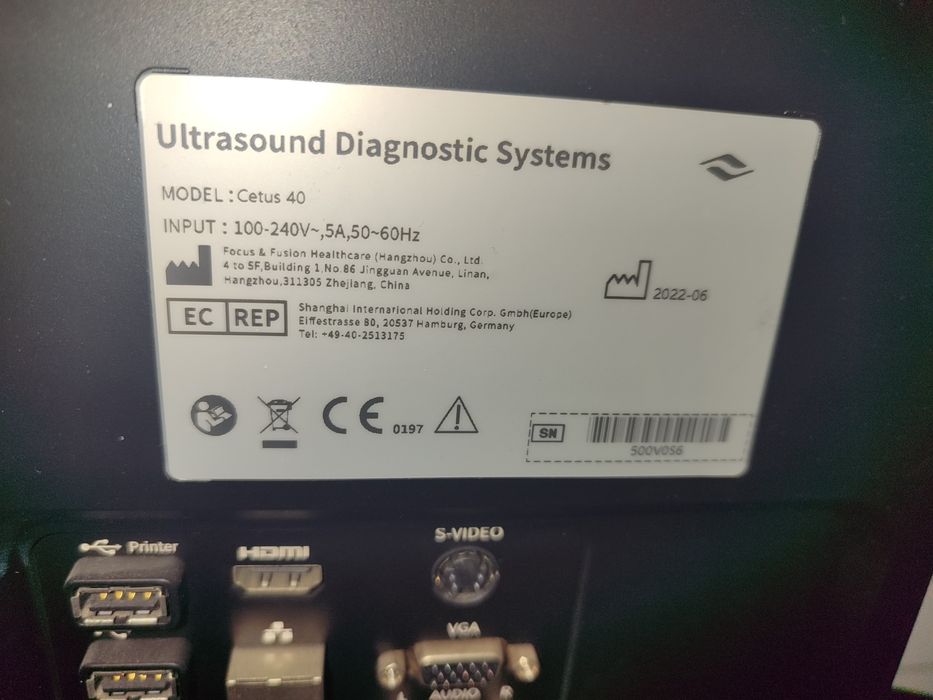 Ultrasound Diagnostic Systems
MODEL : Cetus 40
INPUT : 100-240V~,5A,50~60Hz
Focus & Fusion Healthcare (Hangzhou) Co., Ltd.
4 to 5F,Building 1,No.86 Jingguan Avenue, Linan,
Hangzhou,311305 Zhejiang, China
2022-06
EC REP
Shanghai International Holding Corp. Gmbh(Europe)
Eiffestrasse 80, 20537 Hamburg, Germany
Tel: +49-40-2513175
CE 0197
SN
500V0S6
Printer
HDMI
S-VIDEO
VGA
L AUDIO R